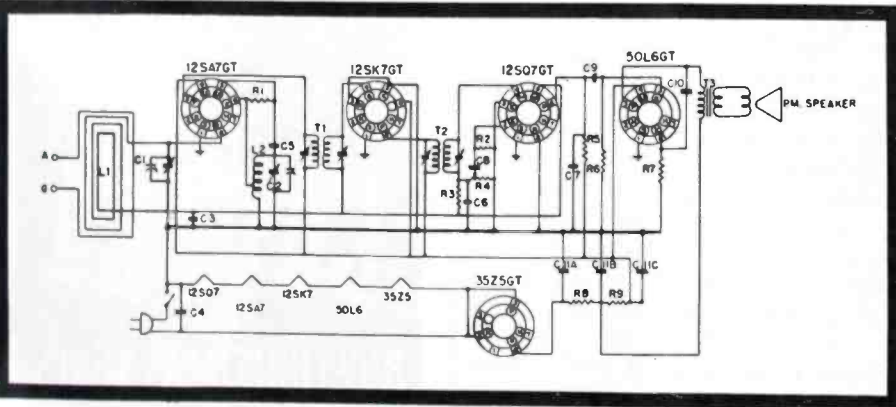 12SA7GT
12SK7GT
12SQ7GT
50L6GT
R1
C9
C10
T3
P.M. SPEAKER
A
G
L1
C1
L2
C5
C2
T1
T2
R2
C8
R4
R3
C6
C7
R5
R6
R7
C3
C11A
C11B
C11C
R8
R9
12SQ7
12SA7
12SK7
50L6
35Z5
35Z5GT
C4